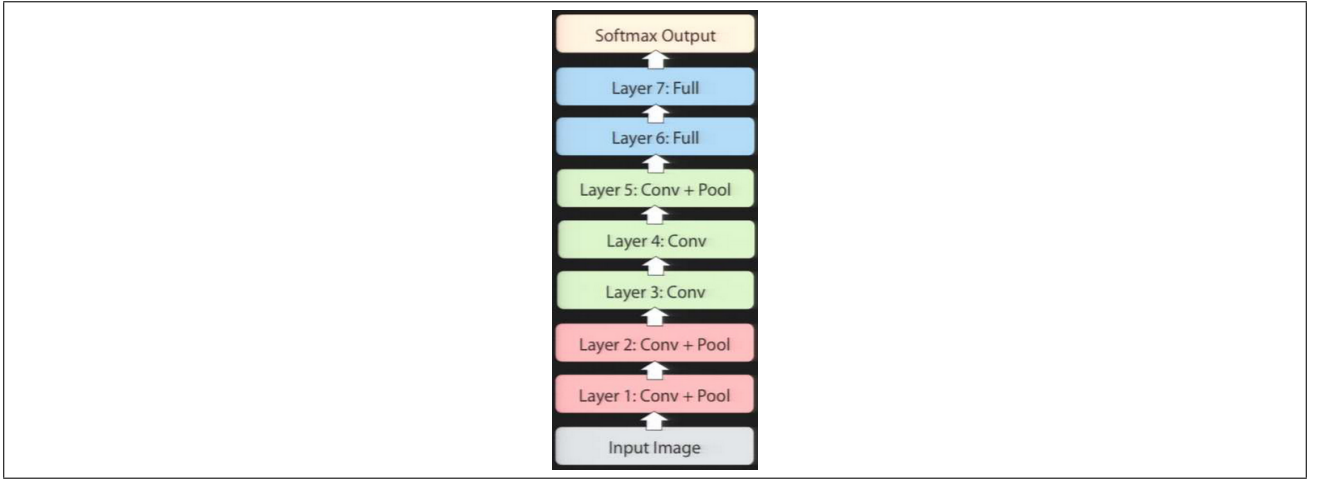 Softmax Output
Layer 7: Full
Layer 6: Full
Layer 5: Conv + Pool
Layer 4: Conv
Layer 3: Conv
Layer 2: Conv + Pool
Layer 1: Conv + Pool
Input Image